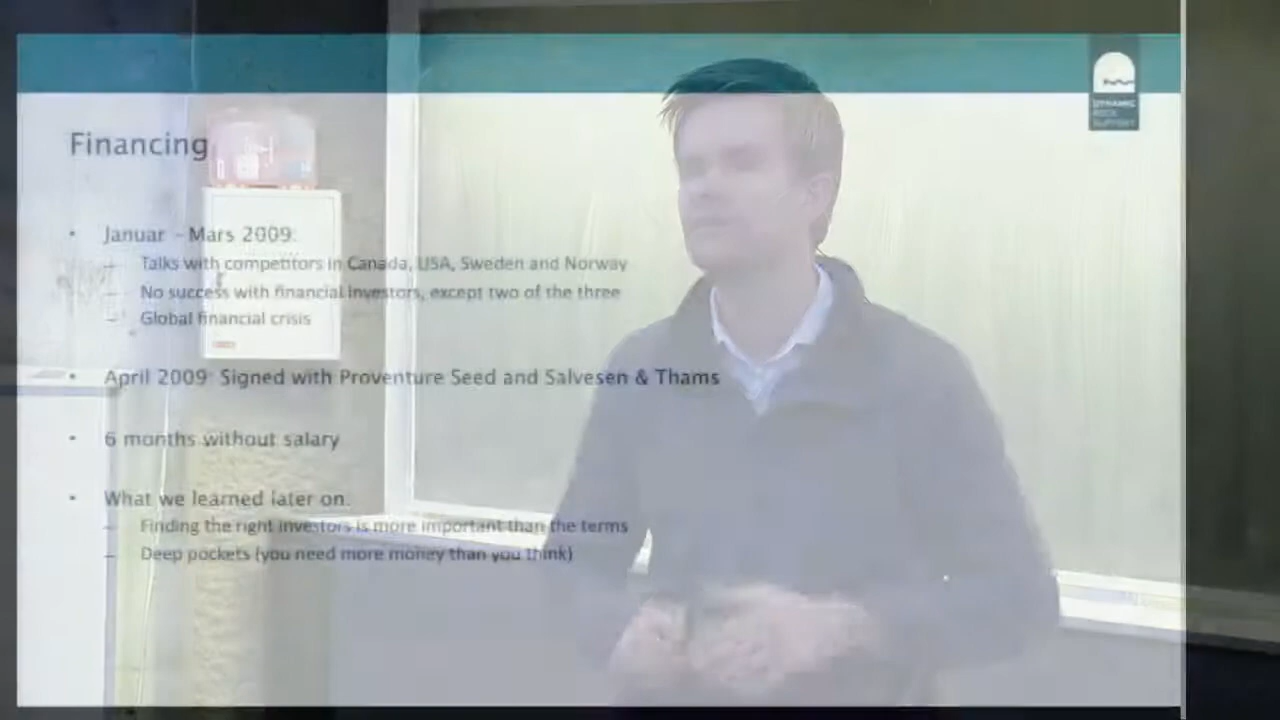 DYNAMIC
ROCK
SUPPORT
Financing
• Januar – Mars 2009:
– Talks with competitors in Canada, USA, Sweden and Norway
– No success with financial investors, except two of the three
– Global financial crisis
• April 2009: Signed with Proventure Seed and Salvesen & Thams
• 6 months without salary
• What we learned later on:
– Finding the right investors is more important than the terms
– Deep pockets (you need more money than you think)